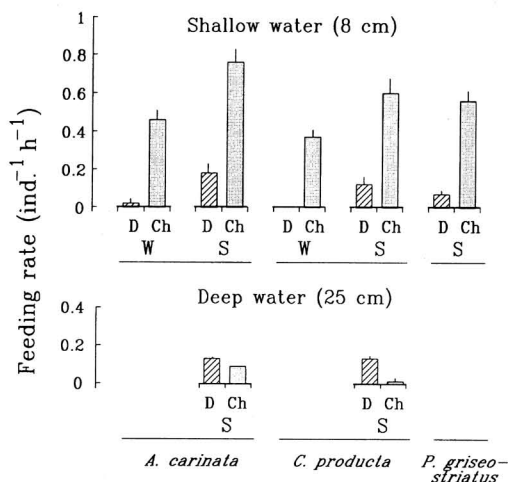 Shallow water (8 cm)
Feeding rate (ind.⁻¹ h⁻¹)
1
0.8
0.6
0.4
0.2
0
D Ch D Ch D Ch D Ch D Ch
W S W S S
Deep water (25 cm)
0.4
0.2
0
D Ch D Ch
S S
A. carinata C. producta P. griseo-
striatus